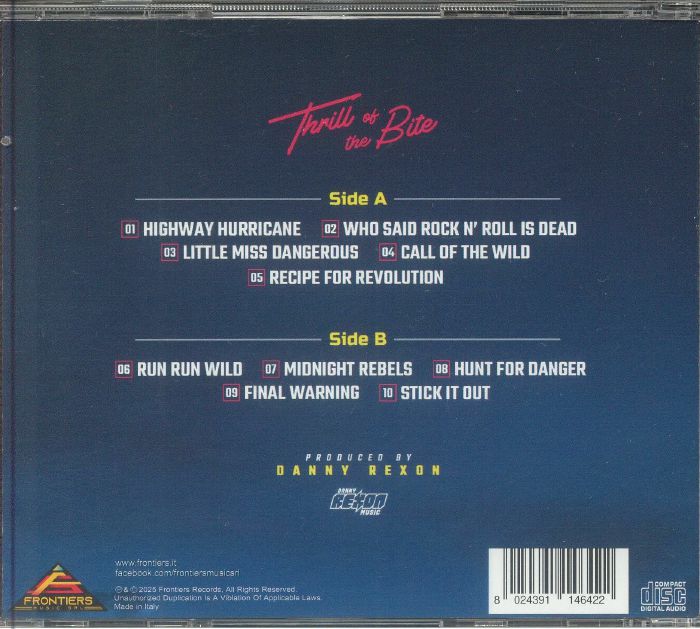 Thrill of
the Bite
Side A
01 HIGHWAY HURRICANE 02 WHO SAID ROCK N' ROLL IS DEAD
03 LITTLE MISS DANGEROUS 04 CALL OF THE WILD
05 RECIPE FOR REVOLUTION
Side B
06 RUN RUN WILD 07 MIDNIGHT REBELS 08 HUNT FOR DANGER
09 FINAL WARNING 10 STICK IT OUT
PRODUCED BY
DANNY REXON
DANNY
REXON
MUSIC
www.frontiers.it
facebook.com/frontiersmusicsrl
℗ & © 2025 Frontiers Records. All Rights Reserved.
Unauthorized Duplication Is A Violation Of Applicable Laws.
Made in Italy
FRONTIERS
MUSIC SRL
8 024391 146422
COMPACT
disc
DIGITAL AUDIO